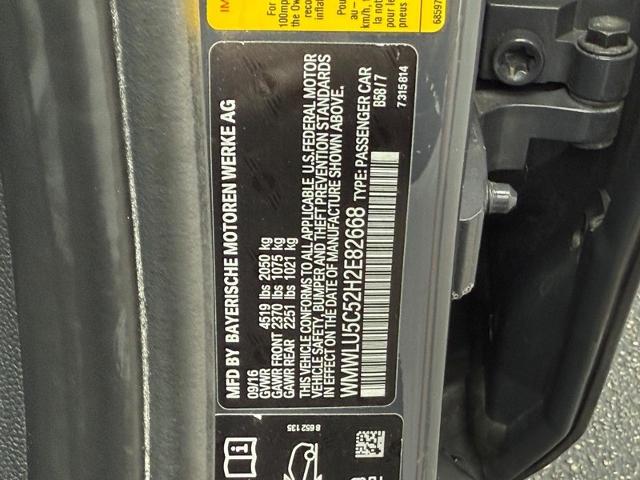 MFD BY BAYERISCHE MOTOREN WERKE AG
09/16
GVWR 4519 lbs 2050 kg
GAWR FRONT 2370 lbs 1075 kg
GAWR REAR 2251 lbs 1021 kg
THIS VEHICLE CONFORMS TO ALL APPLICABLE U.S. FEDERAL MOTOR
VEHICLE SAFETY, BUMPER AND THEFT PREVENTION STANDARDS
IN EFFECT ON THE DATE OF MANUFACTURE SHOWN ABOVE.
WMWLU5C52H2E82668 TYPE: PASSENGER CAR
B58/7
7 315 814
8 652 135